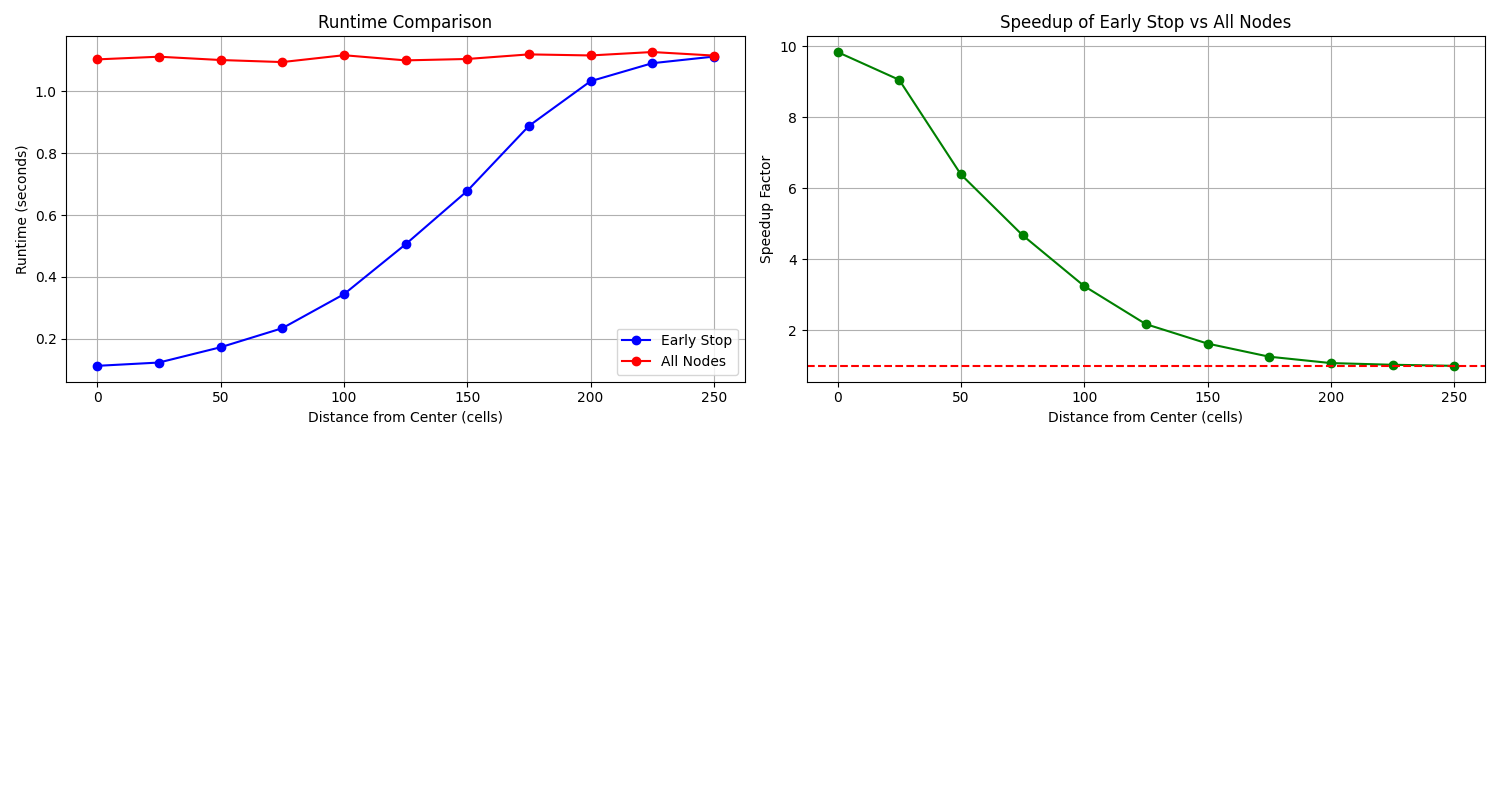 Runtime Comparison
Runtime (seconds)
1.0
0.8
0.6
0.4
0.2
0 50 100 150 200 250
Distance from Center (cells)
Early Stop
All Nodes
Speedup of Early Stop vs All Nodes
Speedup Factor
10
8
6
4
2
0 50 100 150 200 250
Distance from Center (cells)